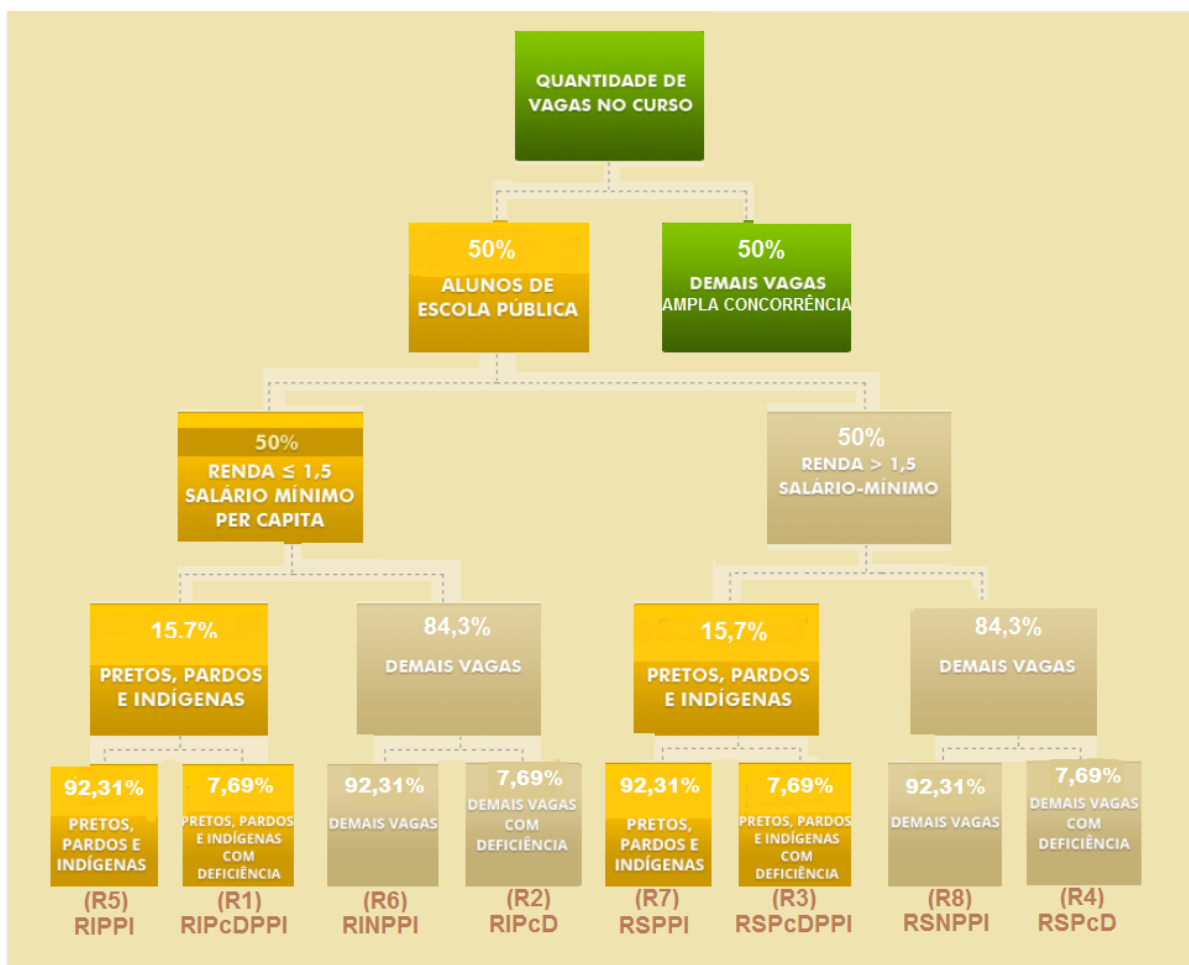 QUANTIDADE DE
VAGAS NO CURSO
50%
ALUNOS DE
ESCOLA PÚBLICA
50%
DEMAIS VAGAS
AMPLA CONCORRÊNCIA
50%
RENDA ≤ 1,5
SALÁRIO MÍNIMO
PER CAPITA
50%
RENDA > 1,5
SALÁRIO-MÍNIMO
15.7%
PRETOS, PARDOS
E INDÍGENAS
84,3%
DEMAIS VAGAS
15,7%
PRETOS, PARDOS
E INDÍGENAS
84,3%
DEMAIS VAGAS
92,31%
PRETOS,
PARDOS E
INDÍGENAS
7,69%
PRETOS, PARDOS
E INDÍGENAS
COM
DEFICIÊNCIA
92,31%
DEMAIS VAGAS
7,69%
DEMAIS VAGAS
COM
DEFICIÊNCIA
92,31%
PRETOS,
PARDOS E
INDÍGENAS
7,69%
PRETOS, PARDOS
E INDÍGENAS
COM
DEFICIÊNCIA
92,31%
DEMAIS VAGAS
7,69%
DEMAIS VAGAS
COM
DEFICIÊNCIA
(R5)
RIPPI
(R1)
RIPcDPPI
(R6)
RINPPI
(R2)
RIPcD
(R7)
RSPPI
(R3)
RSPcDPPI
(R8)
RSNPPI
(R4)
RSPcD